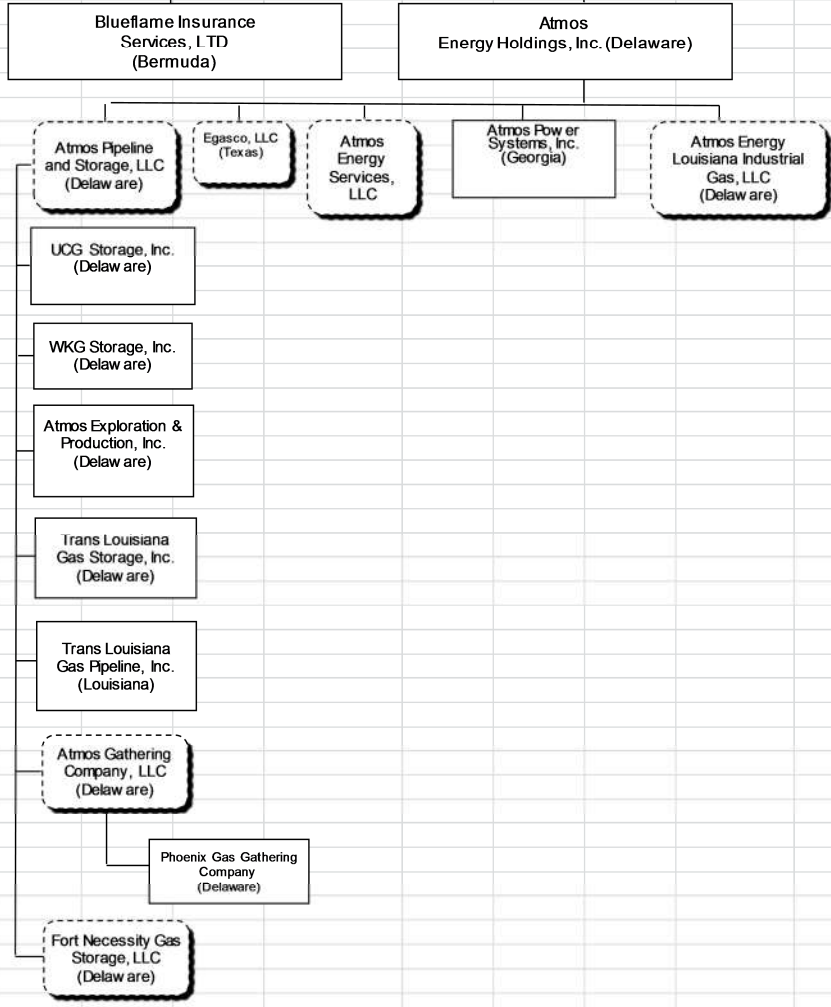 Blueflame Insurance
Services, LTD
(Bermuda)
Atmos
Energy Holdings, Inc. (Delaware)
Atmos Pipeline
and Storage, LLC
(Delaware)
Egasco, LLC
(Texas)
Atmos
Energy
Services,
LLC
Atmos Power
Systems, Inc.
(Georgia)
Atmos Energy
Louisiana Industrial
Gas, LLC
(Delaware)
UCG Storage, Inc.
(Delaware)
WKG Storage, Inc.
(Delaware)
Atmos Exploration &
Production, Inc.
(Delaware)
Trans Louisiana
Gas Storage, Inc.
(Delaware)
Trans Louisiana
Gas Pipeline, Inc.
(Louisiana)
Atmos Gathering
Company, LLC
(Delaware)
Phoenix Gas Gathering
Company
(Delaware)
Fort Necessity Gas
Storage, LLC
(Delaware)